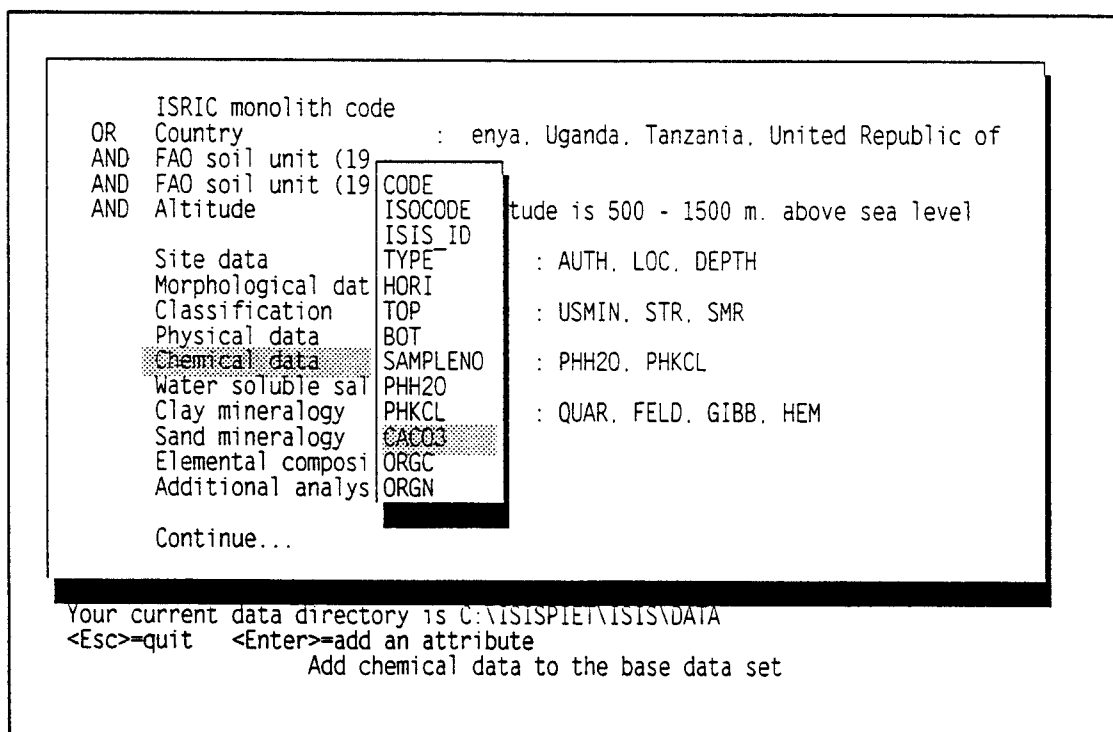 ISRIC monolith code
OR Country : enya, Uganda, Tanzania, United Republic of
AND FAO soil unit (19
AND FAO soil unit (19 CODE
AND Altitude ISOCODE tude is 500 - 1500 m. above sea level
ISIS_ID
Site data TYPE : AUTH, LOC, DEPTH
Morphological dat HORI
Classification TOP : USMIN, STR, SMR
Physical data BOT
Chemical data SAMPLENO : PHH2O, PHKCL
Water soluble sal PHH2O
Clay mineralogy PHKCL : QUAR, FELD, GIBB, HEM
Sand mineralogy CACO3
Elemental composi ORGC
Additional analys ORGN
Continue...
Your current data directory is C:\ISISPIET\ISIS\DATA
<Esc>=quit <Enter>=add an attribute
Add chemical data to the base data set